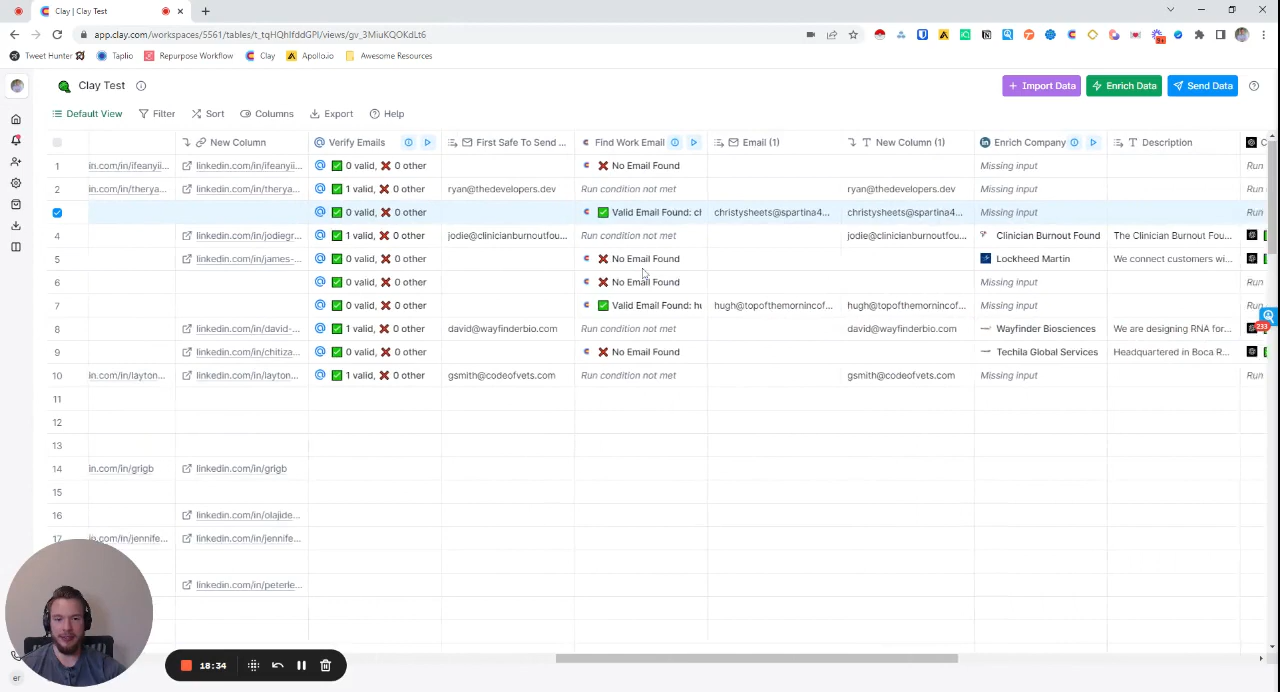 Clay | Clay Test
app.clay.com/workspaces/5561/tables/t_tqHQhIfddGPl/views/gv_3MiuKQOKdLt6
9+
Tweet Hunter Taplio Repurpose Workflow Clay Apollo.io Awesome Resources
Clay Test Import Data Enrich Data Send Data
Default View Filter Sort Columns Export Help
New Column Verify Emails First Safe To Send ... Find Work Email Email (1) New Column (1) Enrich Company Description
1 in.com/in/ifeanyii... linkedin.com/in/ifeanyii... 0 valid, 0 other No Email Found Missing input Run
2 in.com/in/therya... linkedin.com/in/therya... 1 valid, 0 other ryan@thedevelopers.dev Run condition not met ryan@thedevelopers.dev Missing input Run
0 valid, 0 other Valid Email Found: cl christysheets@spartina4... christysheets@spartina4... Missing input Run
4 linkedin.com/in/jodiegr... 1 valid, 0 other jodie@clinicianburnoutfou... Run condition not met jodie@clinicianburnoutfou... Clinician Burnout Found The Clinician Burnout Fou...
5 linkedin.com/in/james-... 0 valid, 0 other No Email Found Lockheed Martin We connect customers wi...
6 0 valid, 0 other No Email Found Missing input Run
7 0 valid, 0 other Valid Email Found: hu hugh@topofthemornincof... hugh@topofthemornincof... Missing input Run
8 linkedin.com/in/david-... 1 valid, 0 other david@wayfinderbio.com Run condition not met david@wayfinderbio.com Wayfinder Biosciences We are designing RNA for...
9 linkedin.com/in/chitiza... 0 valid, 0 other No Email Found Techila Global Services Headquartered in Boca R...
10 in.com/in/layton... linkedin.com/in/layton... 1 valid, 0 other gsmith@codeofvets.com Run condition not met gsmith@codeofvets.com Missing input Run
233
11
12
13
14 in.com/in/grigb linkedin.com/in/grigb
15
16 linkedin.com/in/olajide...
17 in.com/in/jennife... linkedin.com/in/jennife...
linkedin.com/in/peterle...
18:34
er